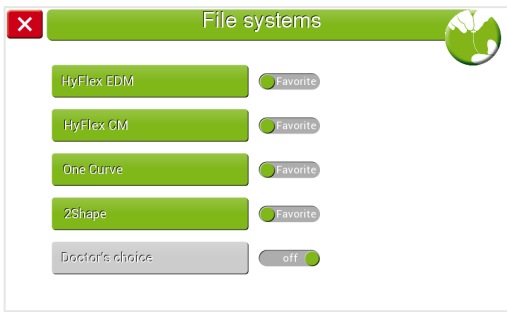 File systems
HyFlex EDM
Favorite
HyFlex CM
Favorite
One Curve
Favorite
2Shape
Favorite
Doctor's choice
off